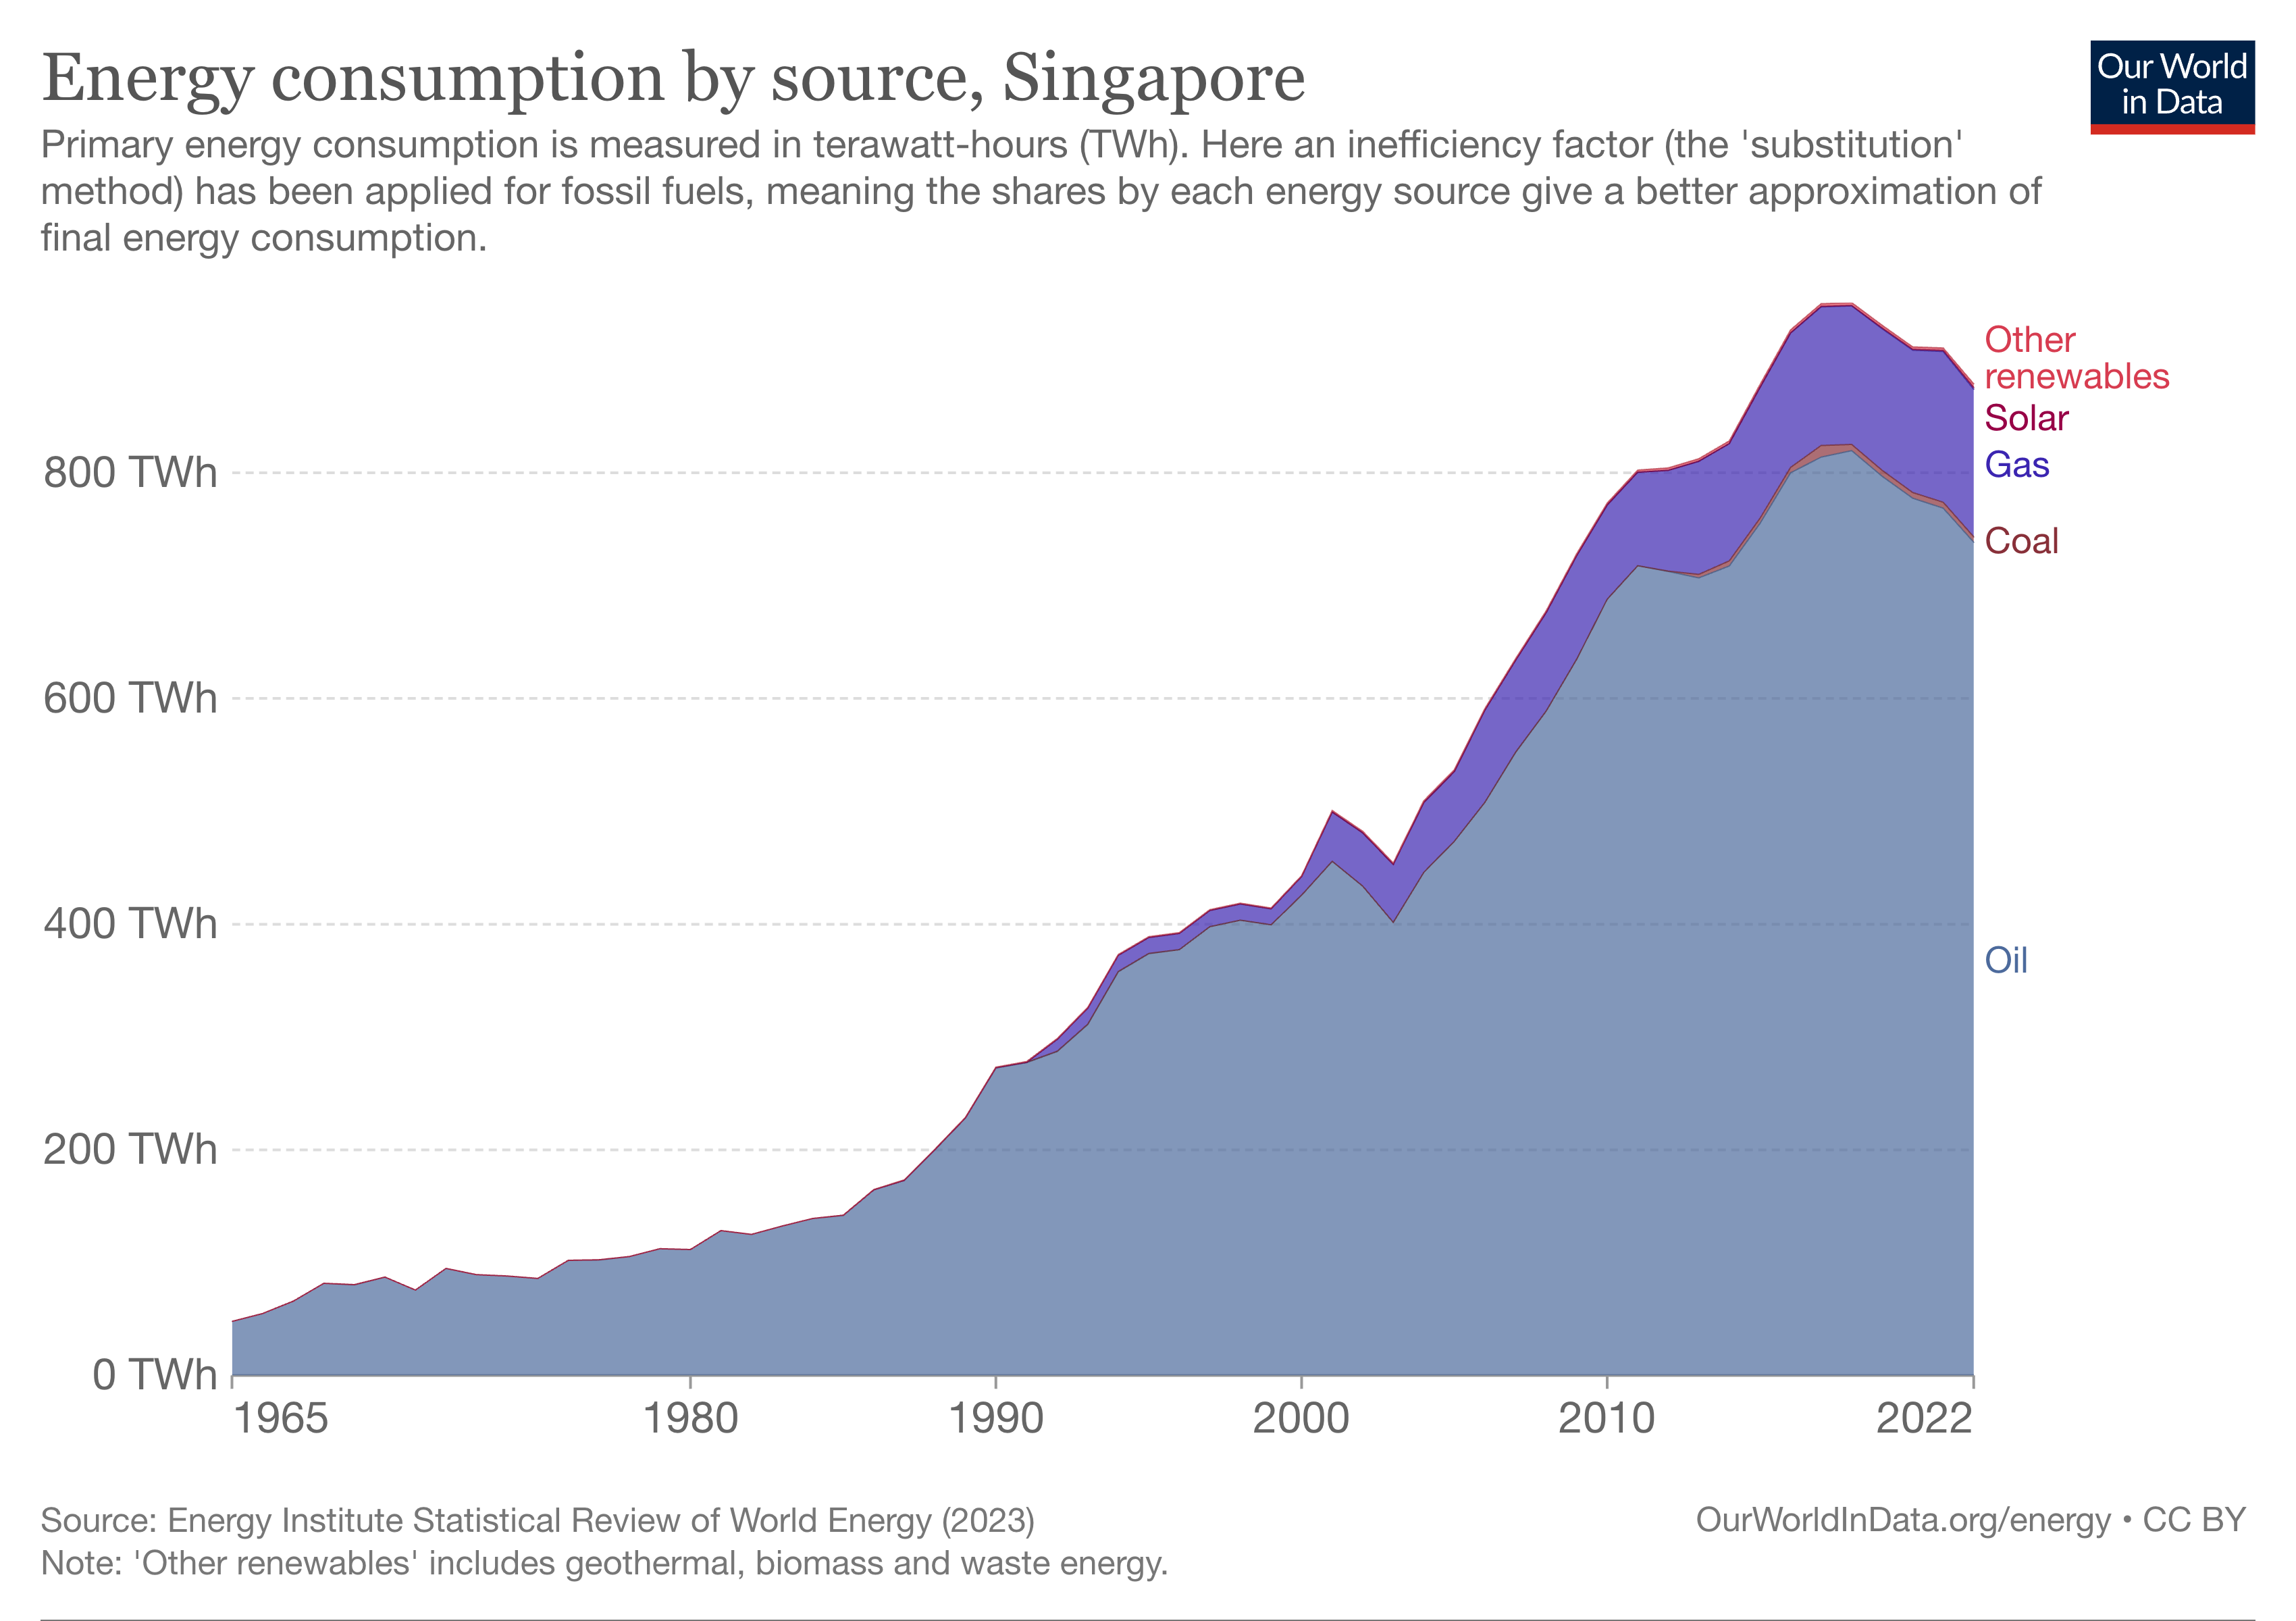 Energy consumption by source, Singapore
Our World
in Data
Primary energy consumption is measured in terawatt-hours (TWh). Here an inefficiency factor (the 'substitution'
method) has been applied for fossil fuels, meaning the shares by each energy source give a better approximation of
final energy consumption.
Other
renewables
Solar
800 TWh
Gas
Coal
600 TWh
400 TWh
Oil
200 TWh
0 TWh
1965
1980
1990
2000
2010
2022
Source: Energy Institute Statistical Review of World Energy (2023)
OurWorldInData.org/energy • CC BY
Note: 'Other renewables' includes geothermal, biomass and waste energy.